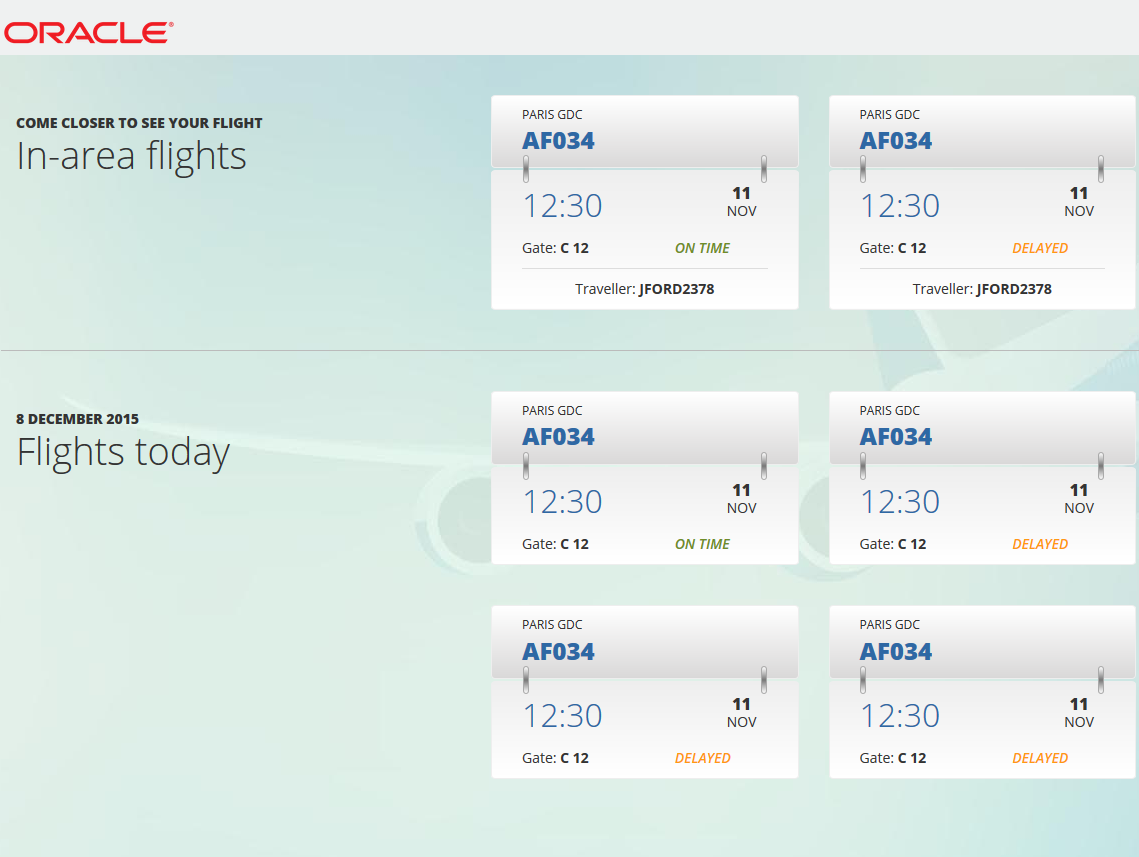 ORACLE®
COME CLOSER TO SEE YOUR FLIGHT
In-area flights
PARIS GDC
AF034
12:30
11
NOV
Gate: C 12
ON TIME
Traveller: JFORD2378
PARIS GDC
AF034
12:30
11
NOV
Gate: C 12
DELAYED
Traveller: JFORD2378
8 DECEMBER 2015
Flights today
PARIS GDC
AF034
12:30
11
NOV
Gate: C 12
ON TIME
PARIS GDC
AF034
12:30
11
NOV
Gate: C 12
DELAYED
PARIS GDC
AF034
12:30
11
NOV
Gate: C 12
DELAYED
PARIS GDC
AF034
12:30
11
NOV
Gate: C 12
DELAYED